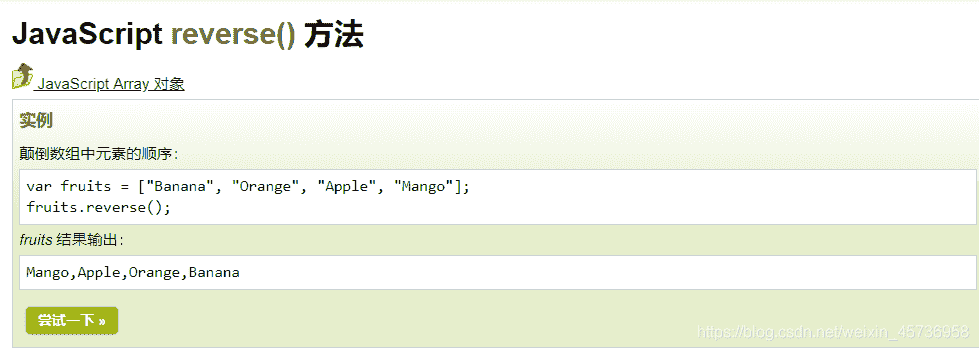 JavaScript reverse() 方法
JavaScript Array 对象
实例
颠倒数组中元素的顺序：
var fruits = ["Banana", "Orange", "Apple", "Mango"];
fruits.reverse();
fruits 结果输出：
Mango,Apple,Orange,Banana
尝试一下 »
https://blog.csdn.net/weixin_45736958